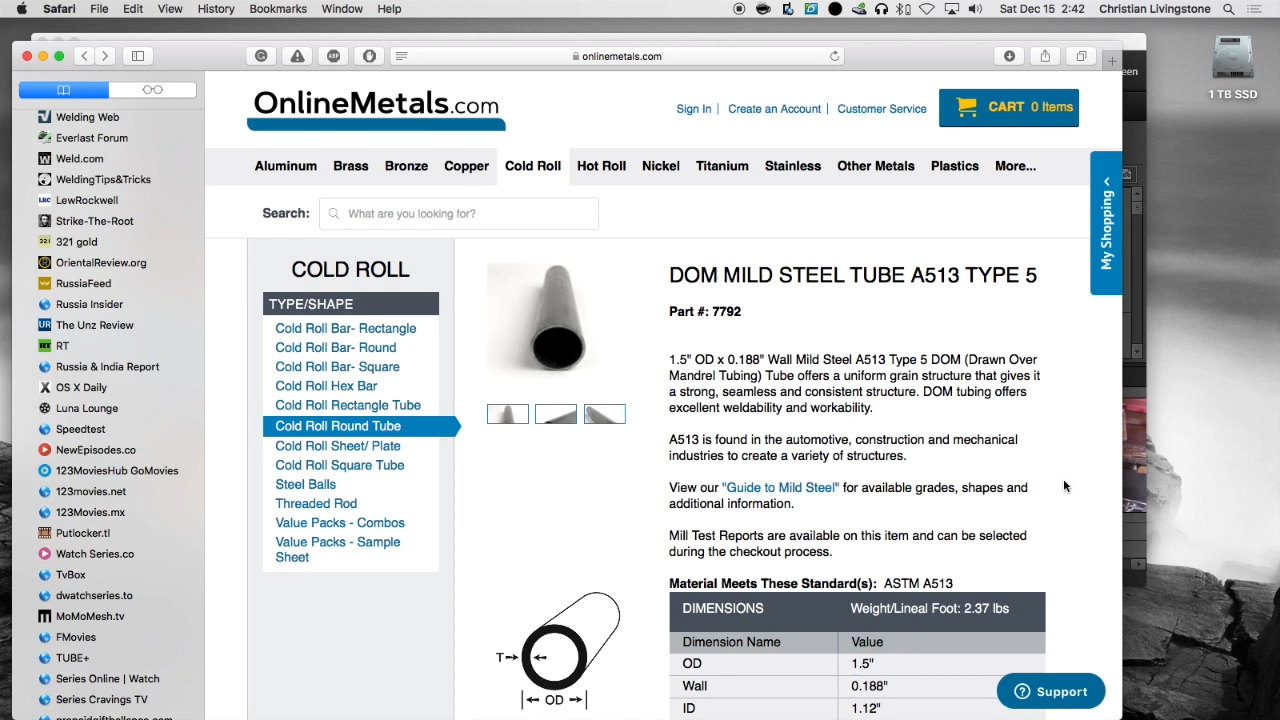 Safari File Edit View History Bookmarks Window Help
Sat Dec 15 2:42 Christian Livingstone
onlinemetals.com
1 TB SSD
Welding Web
Everlast Forum
Weld.com
WeldingTips&Tricks
LewRockwell
Strike-The-Root
321 gold
OrientalReview.org
RussiaFeed
Russia Insider
The Unz Review
RT
Russia & India Report
OS X Daily
Luna Lounge
Speedtest
NewEpisodes.co
123MoviesHub GoMovies
123movies.net
123Movies.mx
Putlocker.tl
Watch Series.co
TvBox
dwatchseries.to
MoMoMesh.tv
FMovies
TUBE+
Series Online | Watch
Series Cravings TV
OnlineMetals.com
Sign In | Create an Account | Customer Service
CART 0 Items
Aluminum Brass Bronze Copper Cold Roll Hot Roll Nickel Titanium Stainless Other Metals Plastics More...
My Shopping
Search: What are you looking for?
COLD ROLL
TYPE/SHAPE
Cold Roll Bar- Rectangle
Cold Roll Bar- Round
Cold Roll Bar- Square
Cold Roll Hex Bar
Cold Roll Rectangle Tube
Cold Roll Round Tube
Cold Roll Sheet/ Plate
Cold Roll Square Tube
Steel Balls
Threaded Rod
Value Packs - Combos
Value Packs - Sample
Sheet
T
OD
DOM MILD STEEL TUBE A513 TYPE 5
Part #: 7792
1.5" OD x 0.188" Wall Mild Steel A513 Type 5 DOM (Drawn Over
Mandrel Tubing) Tube offers a uniform grain structure that gives it
a strong, seamless and consistent structure. DOM tubing offers
excellent weldability and workability.
A513 is found in the automotive, construction and mechanical
industries to create a variety of structures.
View our "Guide to Mild Steel" for available grades, shapes and
additional information.
Mill Test Reports are available on this item and can be selected
during the checkout process.
Material Meets These Standard(s): ASTM A513
DIMENSIONS Weight/Lineal Foot: 2.37 lbs
Dimension Name Value
OD 1.5"
Wall 0.188"
ID 1.12"
Support